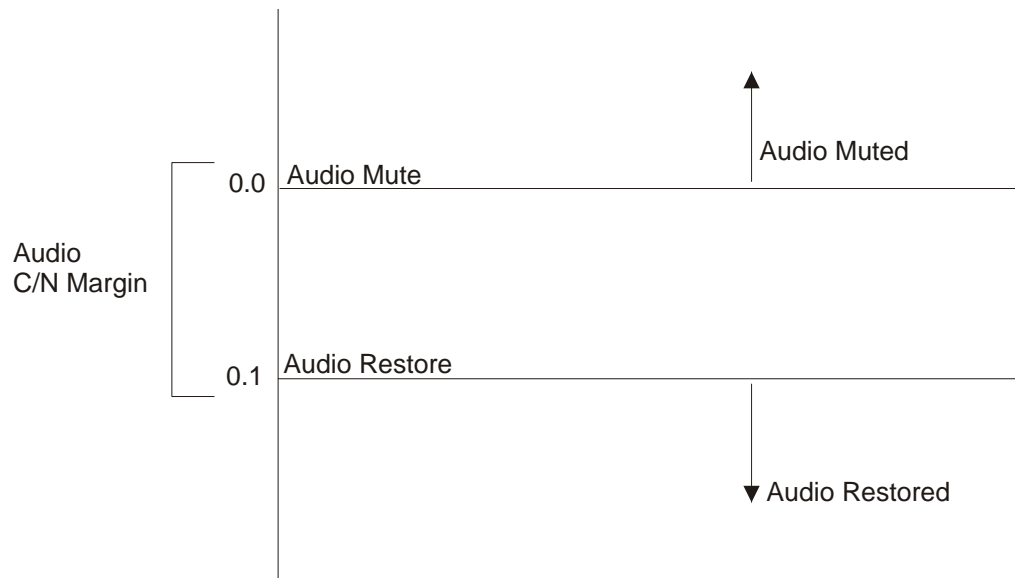 Audio Muted
0.0
Audio Mute
Audio
C/N Margin
0.1
Audio Restore
Audio Restored